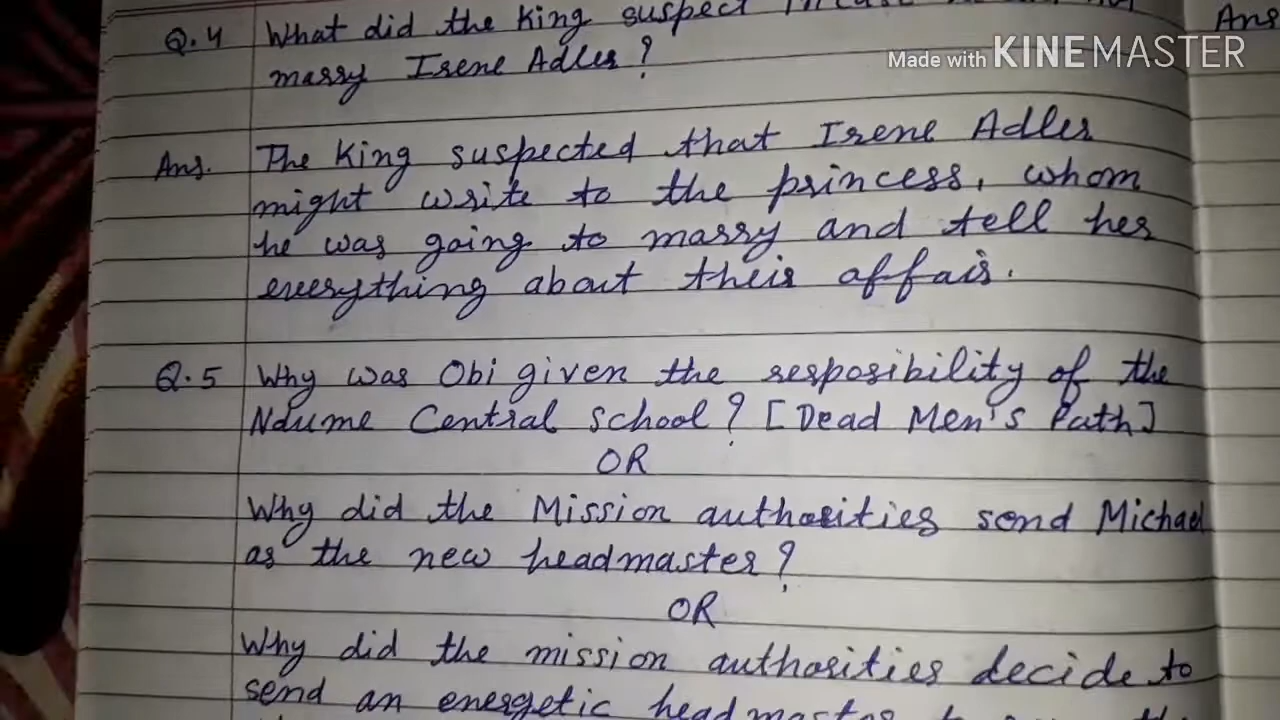 Q.4 What did the King suspect
marry Irene Adler?
Ans
Made with KINEMASTER
Ans. The King suspected that Irene Adler
might write to the princess, whom
he was going to marry and tell her
everything about their affair.
Q.5 Why was Obi given the resposibility of the
Ndume Central School? [Dead Men's Path]
OR
Why did the Mission authorities send Michael
as the new headmaster?
OR
Why did the mission authorities decide to
send an energetic headmaster